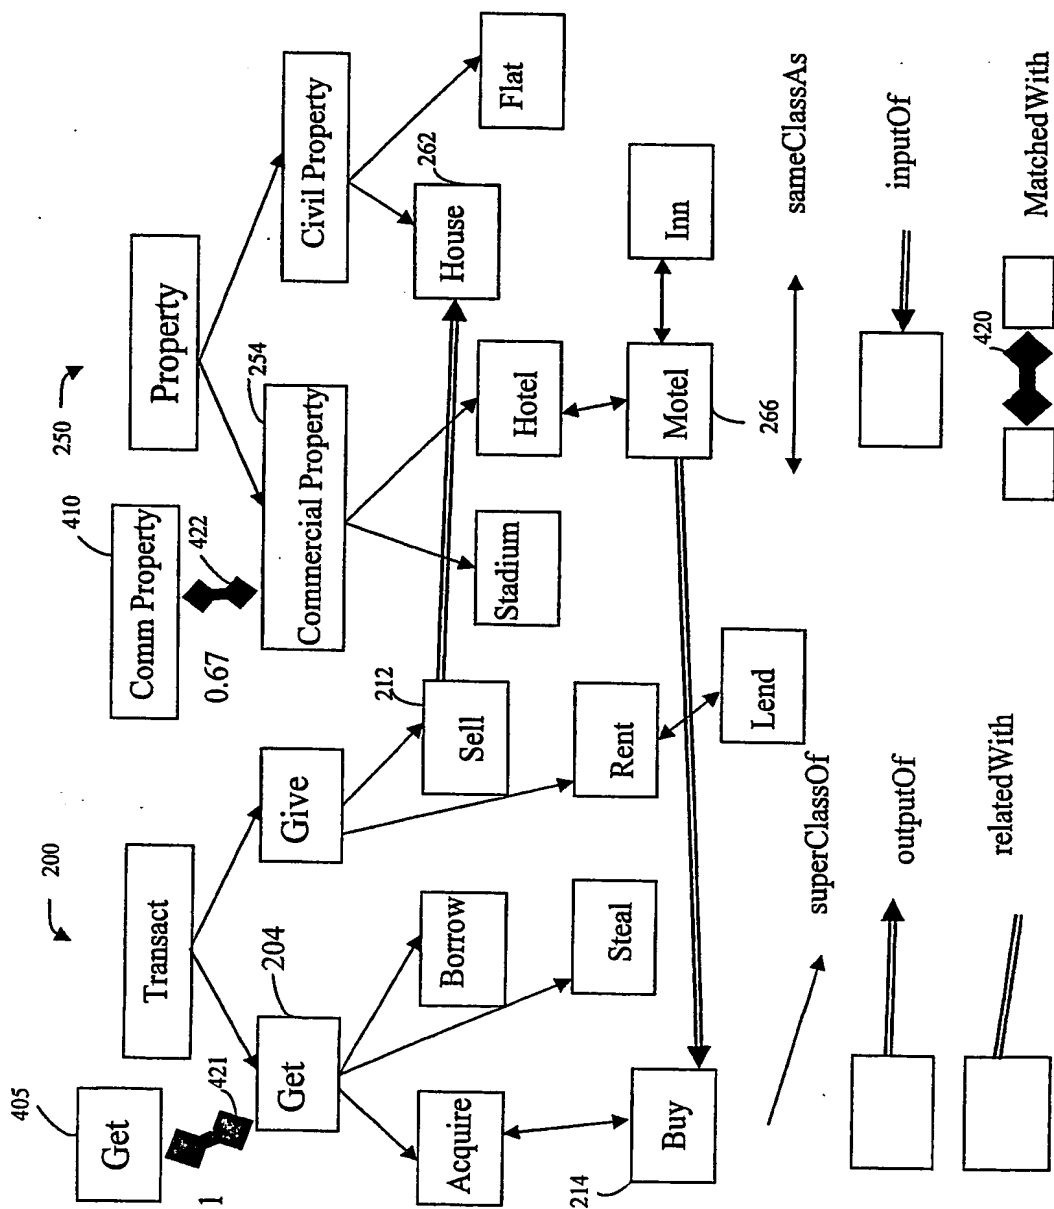 405
Get
1
421
200
Transact
Get
204
Give
Acquire
Borrow
Steal
Sell
212
Rent
Lend
Buy
214
410
Comm Property
0.67
422
250
Property
254
Commercial Property
Civil Property
Stadium
Hotel
House
262
Flat
Motel
266
Inn
superClassOf
sameClassAs
outputOf
inputOf
relatedWith
420
MatchedWith